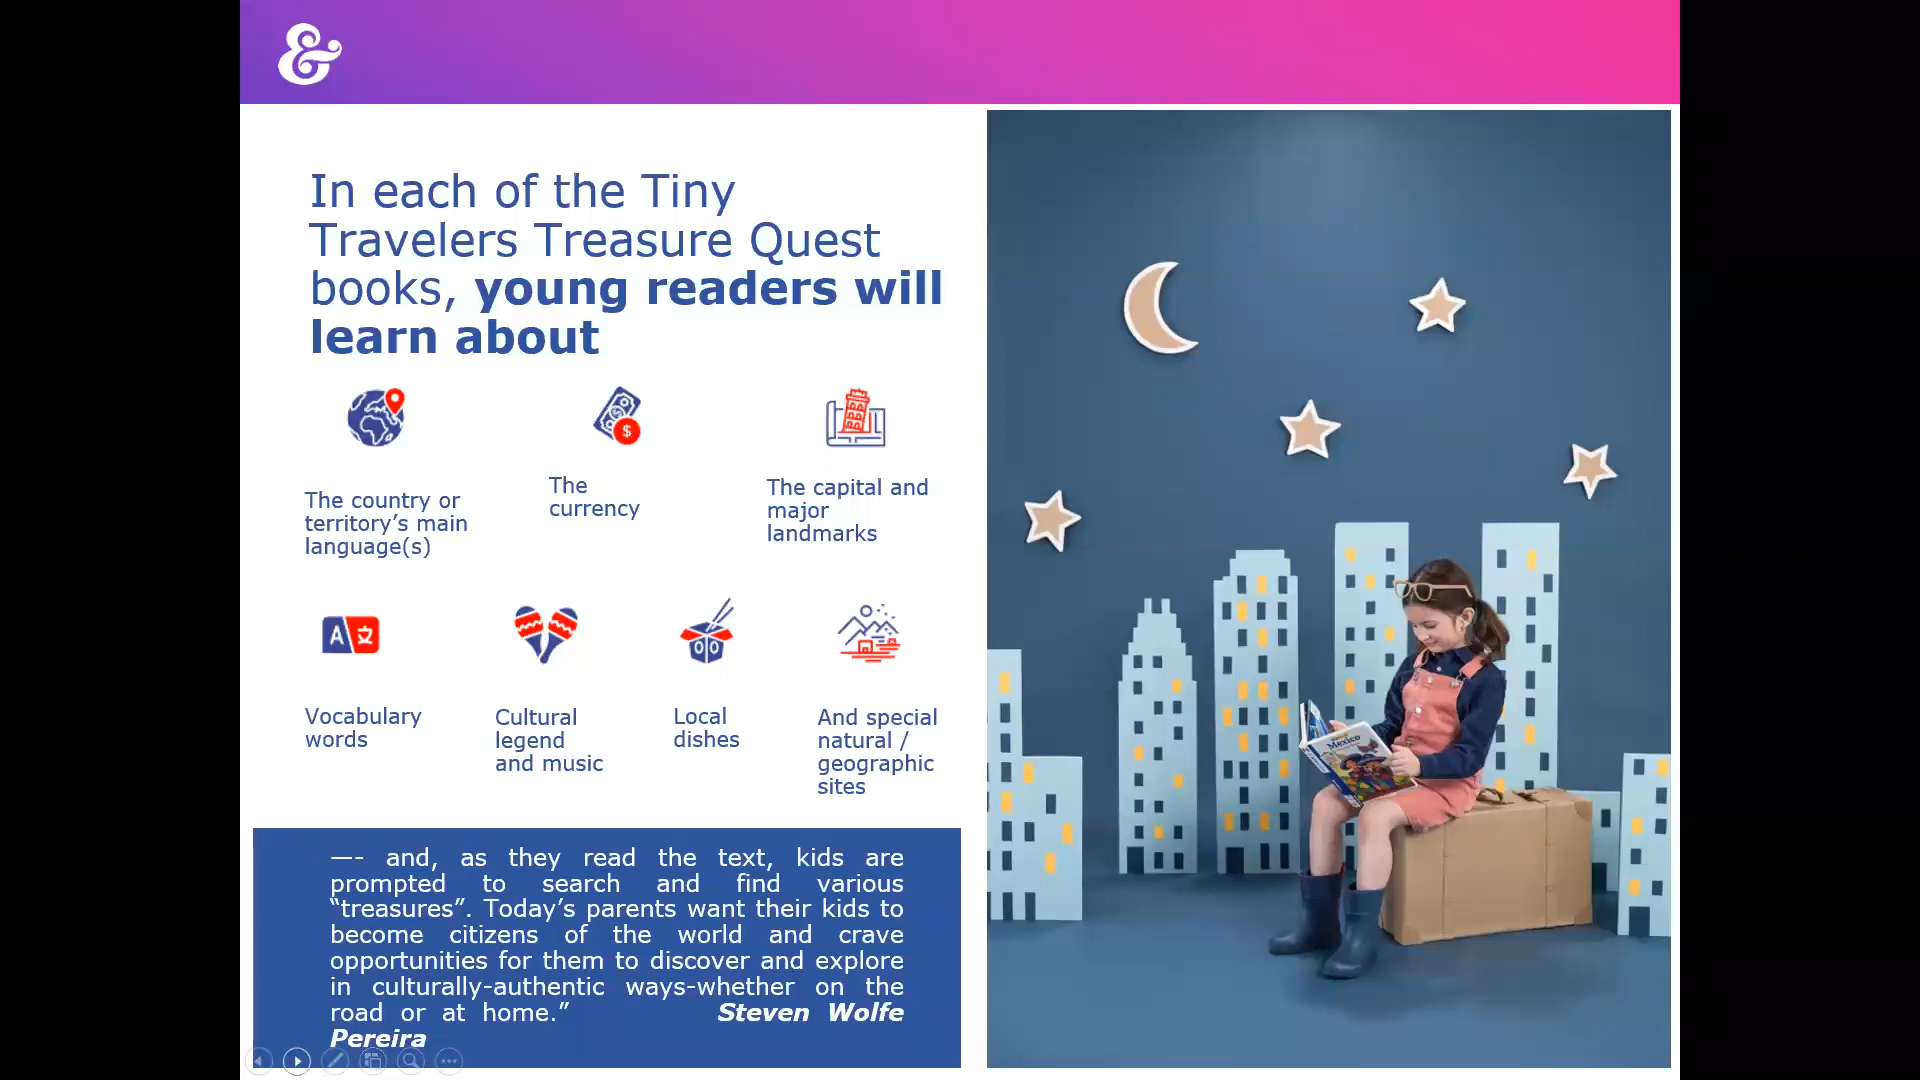 &
In each of the Tiny
Travelers Treasure Quest
books, young readers will
learn about
$
The country or
territory’s main
language(s)
The
currency
The capital and
major
landmarks
A 文
Vocabulary
words
Cultural
legend
and music
Local
dishes
And special
natural /
geographic
sites
—- and, as they read the text, kids are
prompted to search and find various
“treasures”. Today’s parents want their kids to
become citizens of the world and crave
opportunities for them to discover and explore
in culturally-authentic ways-whether on the
road or at home.” Steven Wolfe
Pereira
Mexico